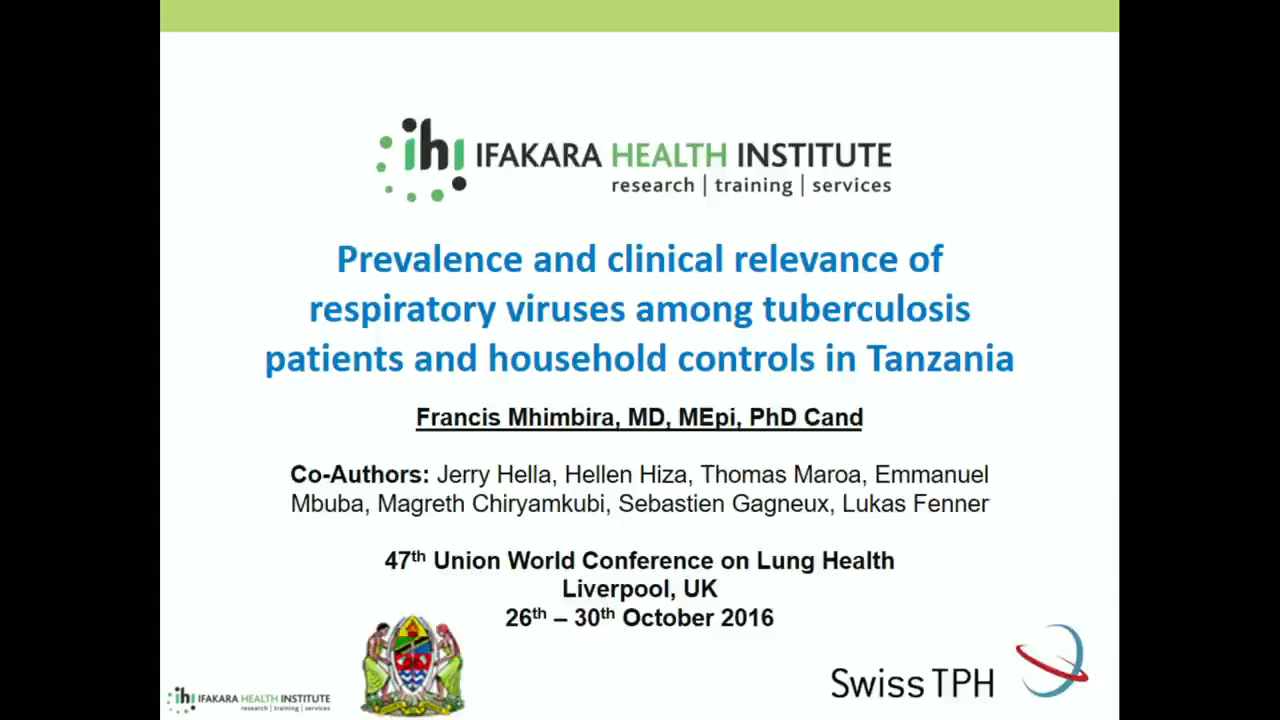 ihi IFAKARA HEALTH INSTITUTE
research | training | services
Prevalence and clinical relevance of
respiratory viruses among tuberculosis
patients and household controls in Tanzania
Francis Mhimbira, MD, MEpi, PhD Cand
Co-Authors: Jerry Hella, Hellen Hiza, Thomas Maroa, Emmanuel
Mbuba, Magreth Chiryamkubi, Sebastien Gagneux, Lukas Fenner
47th Union World Conference on Lung Health
Liverpool, UK
26th – 30th October 2016
ihi IFAKARA HEALTH INSTITUTE
research | training | services
Swiss TPH